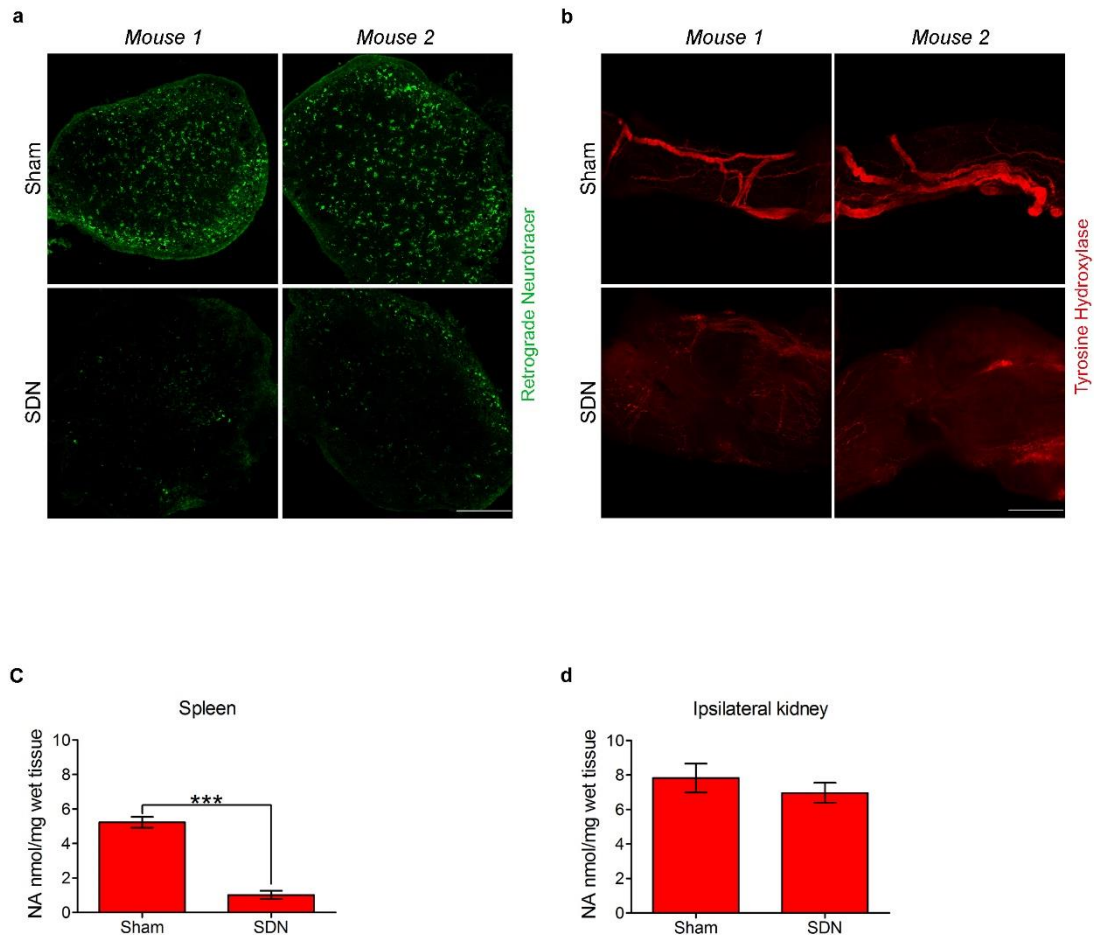 a
Mouse 1
Mouse 2
Sham
SDN
Retrograde Neurotracer
b
Mouse 1
Mouse 2
Sham
SDN
Tyrosine Hydroxylase
C
Spleen
NA nmol/mg wet tissue
10
8
6
4
2
0
***
Sham
SDN
d
Ipsilateral kidney
NA nmol/mg wet tissue
10
8
6
4
2
0
Sham
SDN